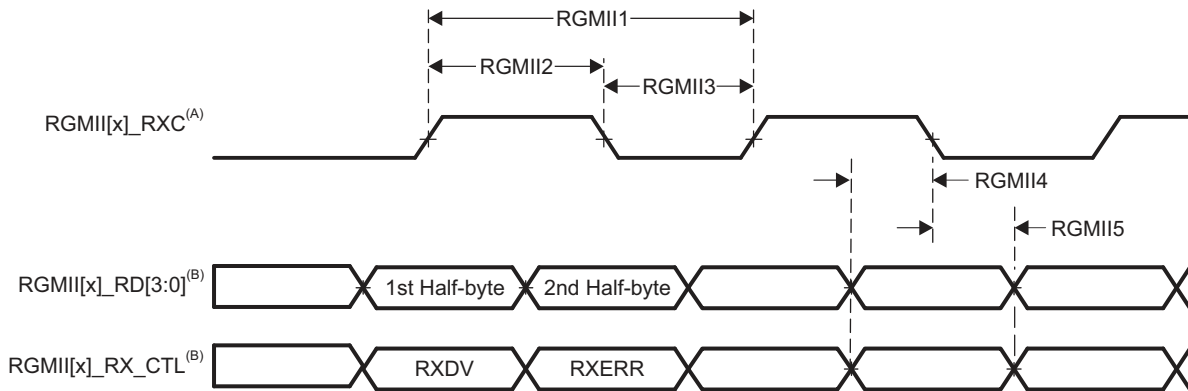 RGMII1
RGMII2
RGMII3
RGMII[x]_RXC(A)
RGMII4
RGMII5
RGMII[x]_RD[3:0](B)
1st Half-byte
2nd Half-byte
RGMII[x]_RX_CTL(B)
RXDV
RXERR